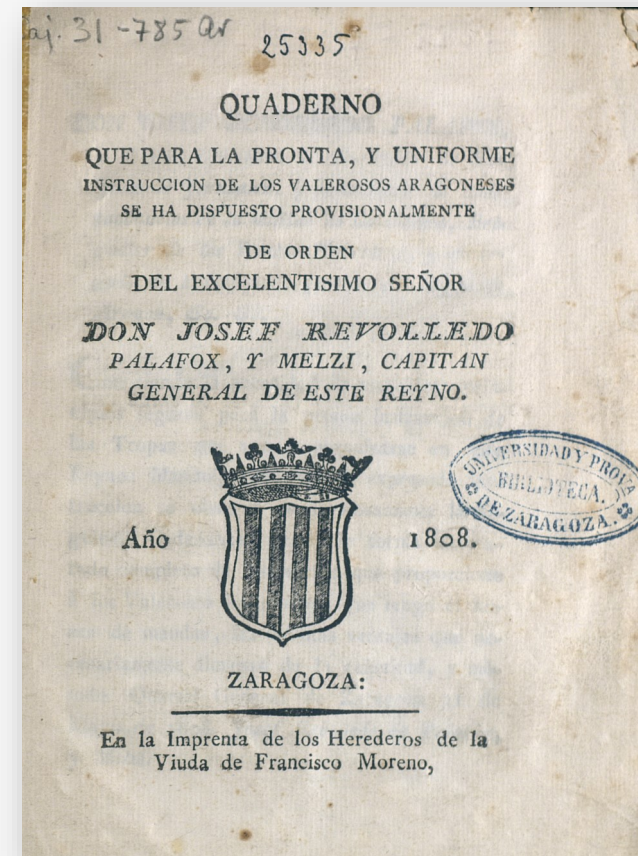 aj. 31-785 ar
25335
QUADERNO
QUE PARA LA PRONTA, Y UNIFORME
INSTRUCCION DE LOS VALEROSOS ARAGONESES
SE HA DISPUESTO PROVISIONALMENTE
DE ORDEN
DEL EXCELENTISIMO SEÑOR
DON JOSEF REVOLLEDO
PALAFOX, Y MELZI, CAPITAN
GENERAL DE ESTE REYNO.
UNIVERSIDAD Y PROVA
BIBLIOTECA.
DE ZARAGOZA.
Año 1808.
ZARAGOZA:
En la Imprenta de los Herederos de la
Viuda de Francisco Moreno,